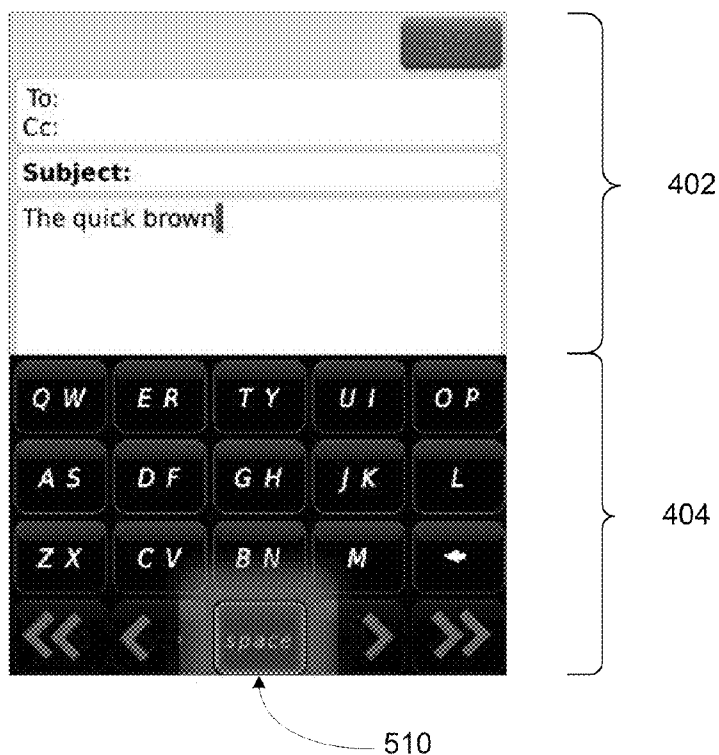 To:
Cc:
Subject:
402
The quick brown
Q W E R T Y U I O P
A S D F G H J K L
404
Z X C V B N M
space
510